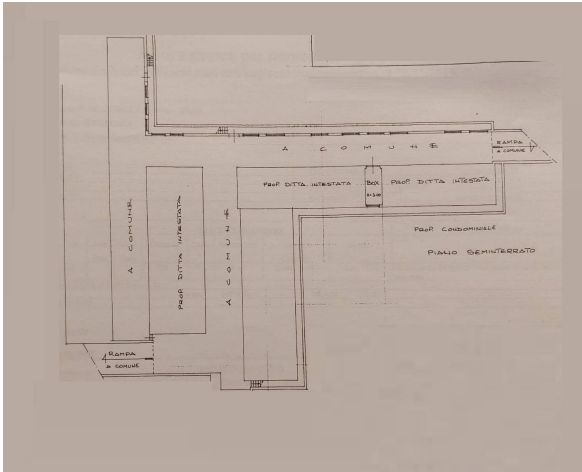 A COMUNE
RAMPA
A COMUNE
PROP. DITTA INTESTATA
BOX
PROP. DITTA INTESTATA
A COMUNE
PROP. DITTA INTESTATA
A COMUNE
PROP. CONDOMINIALE
PIANO SEMINTERRATO
RAMPA
A COMUNE